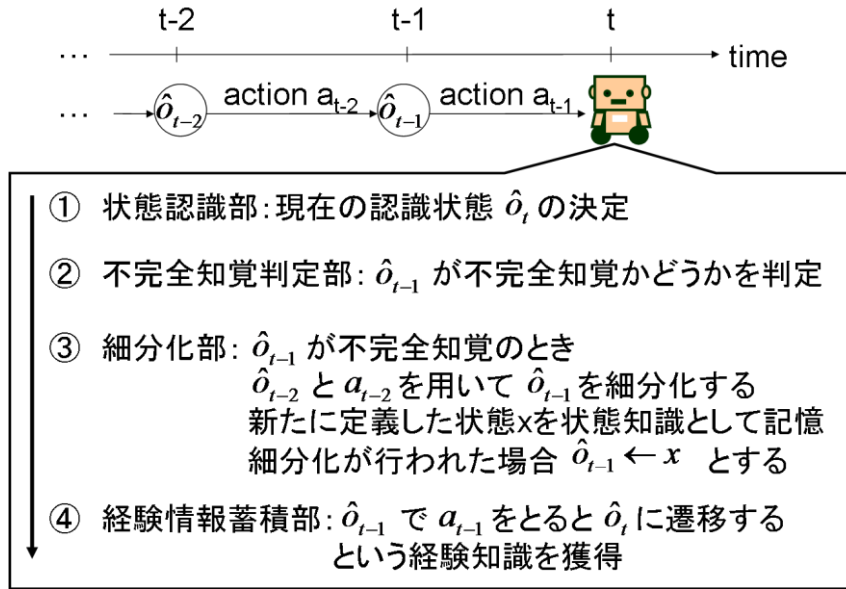 t-2 t-1 t
… time
… ô_{t-2} action a_{t-2} ô_{t-1} action a_{t-1}
① 状態認識部：現在の認識状態 ô_t の決定
② 不完全知覚判定部： ô_{t-1} が不完全知覚かどうかを判定
③ 細分化部： ô_{t-1} が不完全知覚のとき
ô_{t-2} と a_{t-2} を用いて ô_{t-1} を細分化する
新たに定義した状態xを状態知識として記憶
細分化が行われた場合 ô_{t-1} ← x とする
④ 経験情報蓄積部： ô_{t-1} で a_{t-1} をとると ô_t に遷移する
という経験知識を獲得